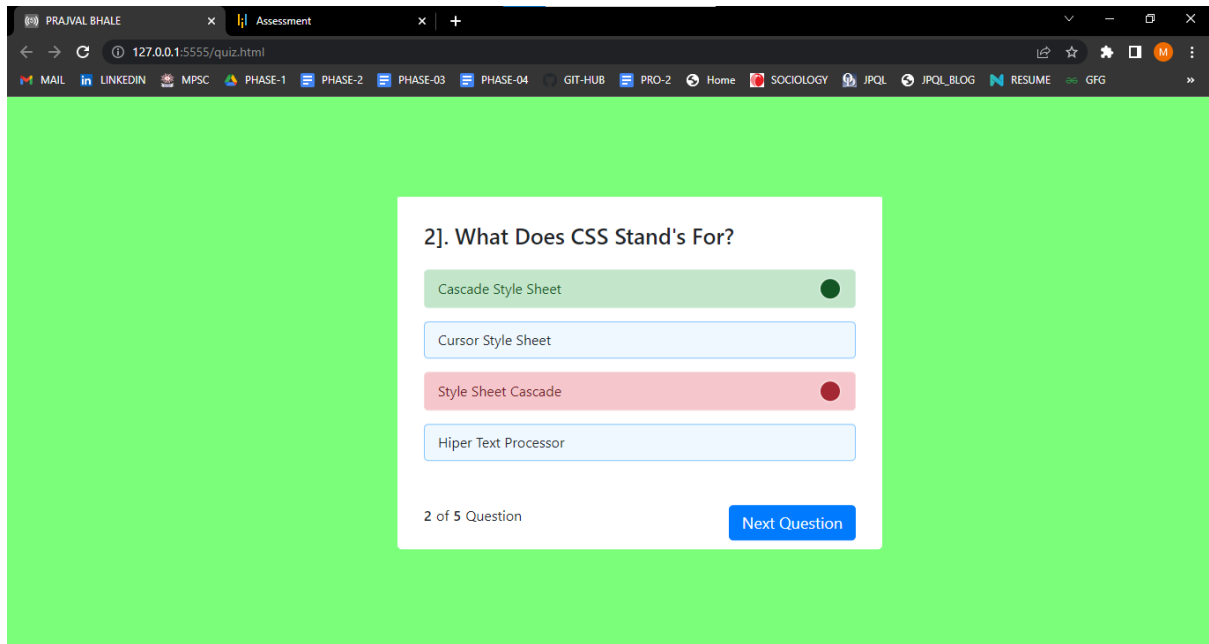 PRAJVAL BHALE × Assessment × +
127.0.0.1:5555/quiz.html M
MAIL in LINKEDIN MPSC PHASE-1 PHASE-2 PHASE-03 PHASE-04 GIT-HUB PRO-2 Home SOCIOLOGY JPQL JPQL_BLOG RESUME GFG »
2]. What Does CSS Stand's For?
Cascade Style Sheet
Cursor Style Sheet
Style Sheet Cascade
Hiper Text Processor
2 of 5 Question Next Question